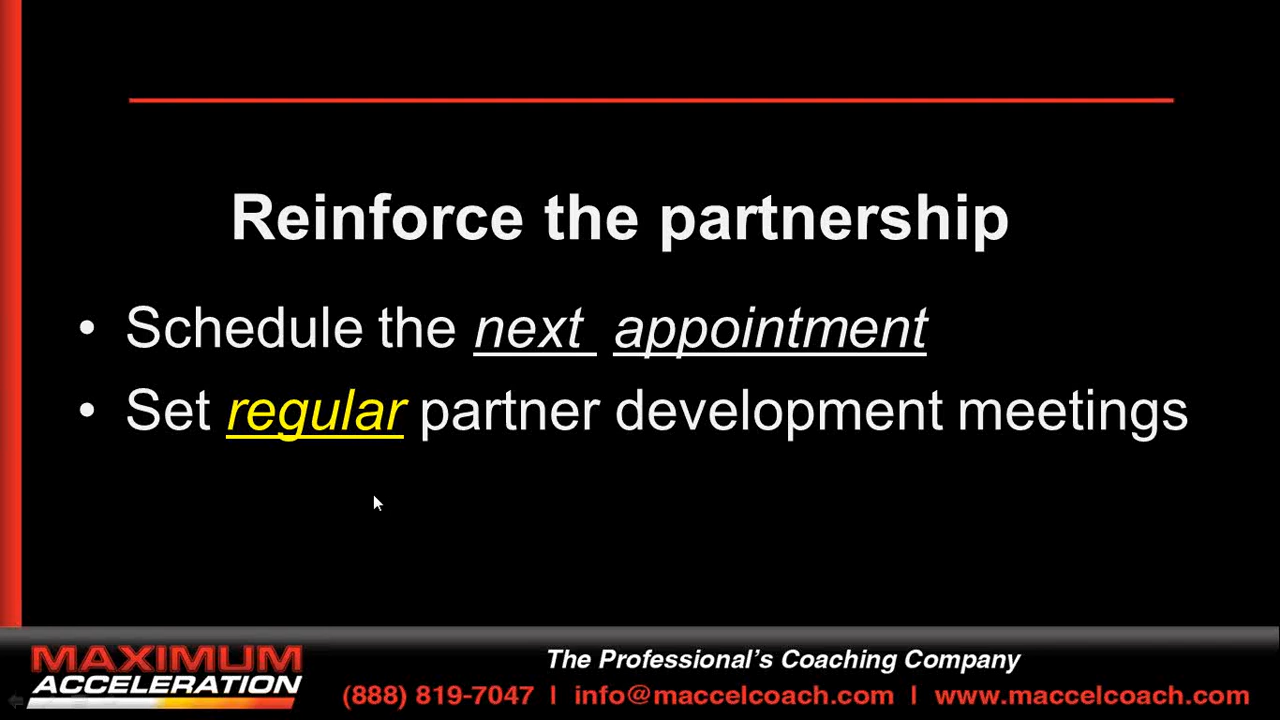 Reinforce the partnership
• Schedule the next appointment
• Set regular partner development meetings
MAXIMUM
ACCELERATION
The Professional's Coaching Company
(888) 819-7047 | info@maccelcoach.com | www.maccelcoach.com